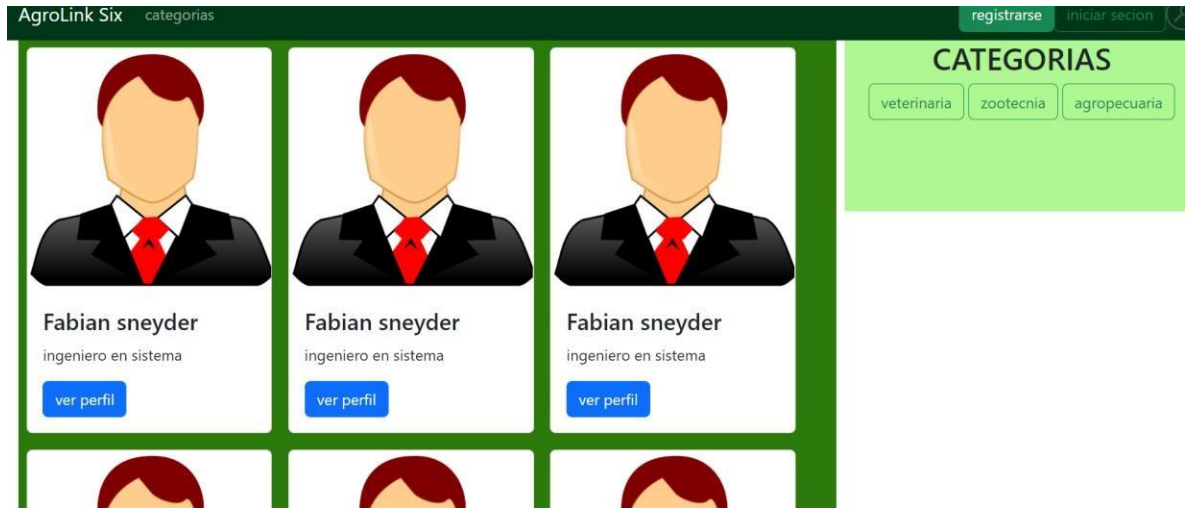 AgroLink Six categorias registrarse iniciar secion
CATEGORIAS
veterinaria zootecnia agropecuaria
Fabian sneyder Fabian sneyder Fabian sneyder
ingeniero en sistema ingeniero en sistema ingeniero en sistema
ver perfil ver perfil ver perfil